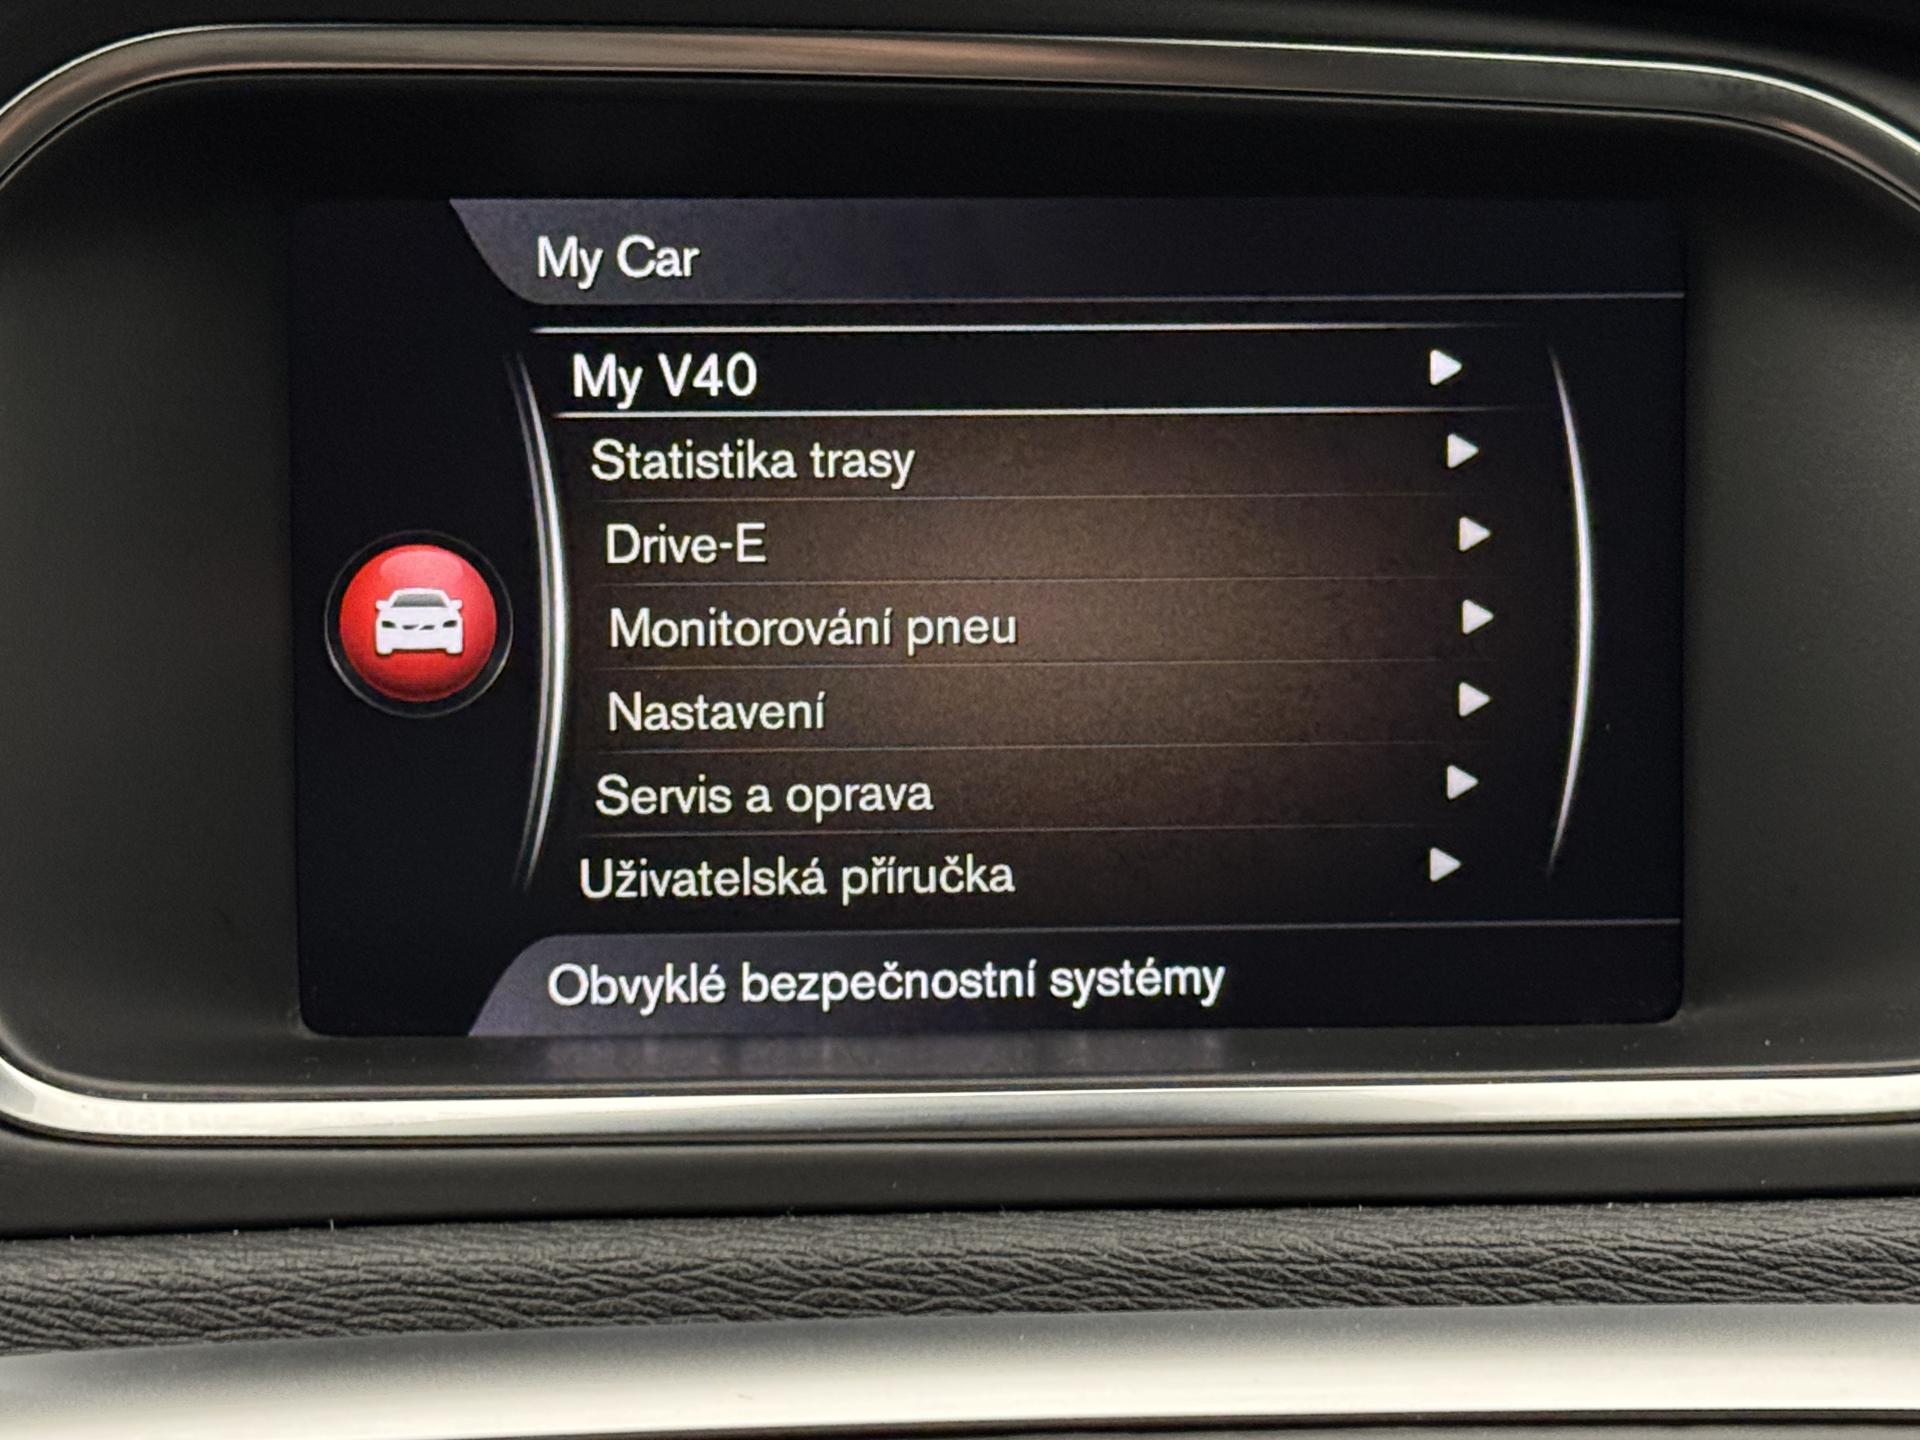 My Car
My V40
Statistika trasy
Drive-E
Monitorování pneu
Nastavení
Servis a oprava
Uživatelská příručka
Obvyklé bezpečnostní systémy